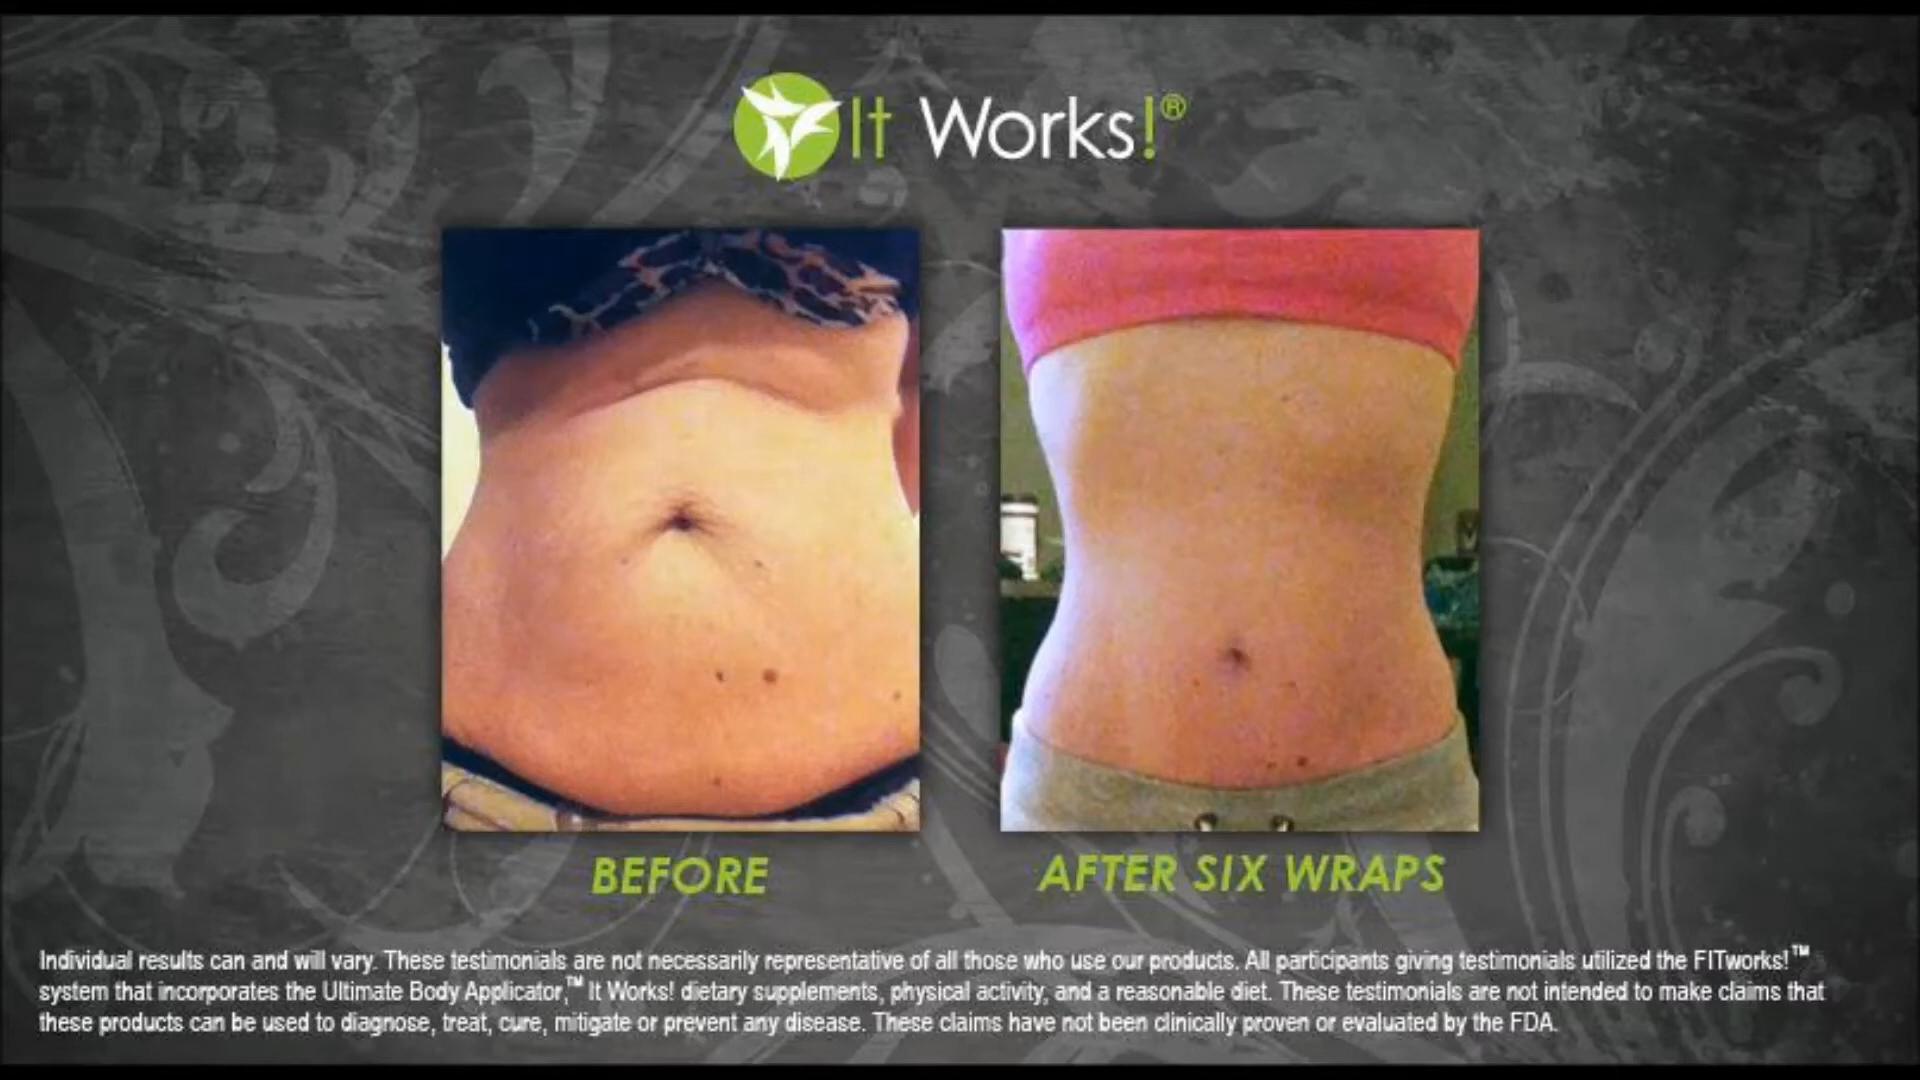 It Works!®
BEFORE
AFTER SIX WRAPS
Individual results can and will vary. These testimonials are not necessarily representative of all those who use our products. All participants giving testimonials utilized the FITworks!™
system that incorporates the Ultimate Body Applicator,™ It Works! dietary supplements, physical activity, and a reasonable diet. These testimonials are not intended to make claims that
these products can be used to diagnose, treat, cure, mitigate or prevent any disease. These claims have not been clinically proven or evaluated by the FDA.